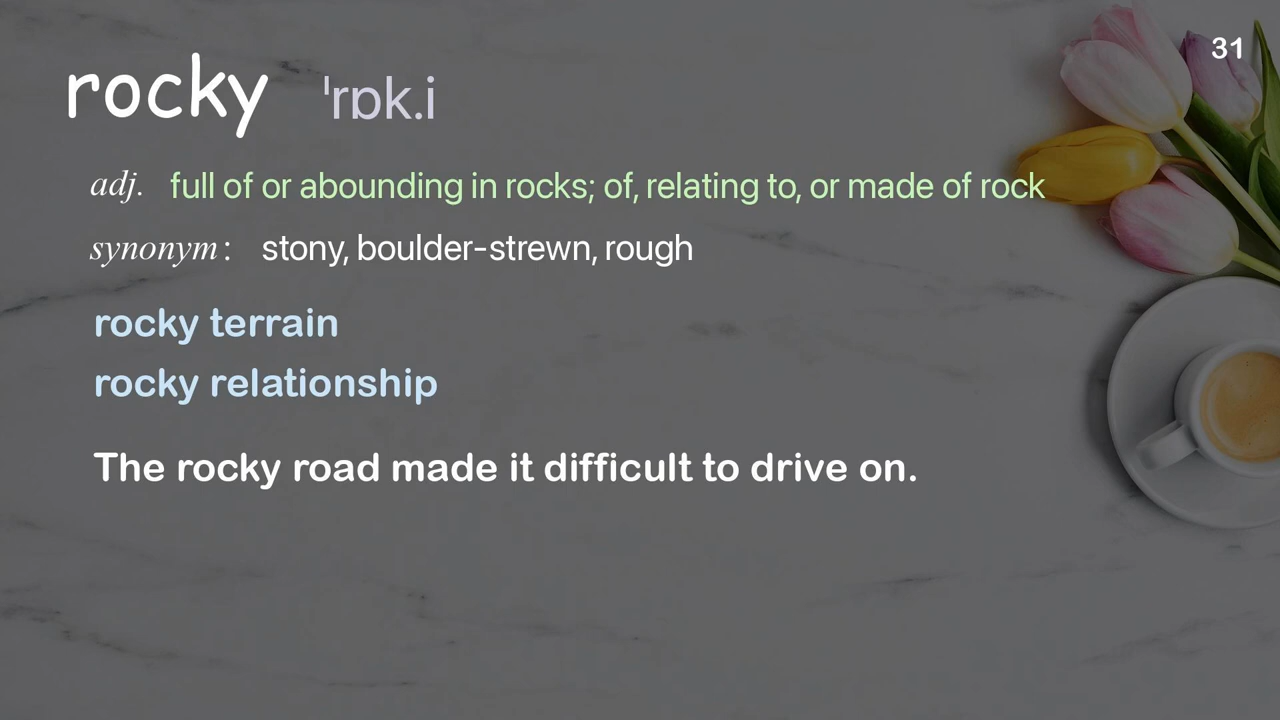 31
rocky ˈrɒk.i
adj. full of or abounding in rocks; of, relating to, or made of rock
synonym: stony, boulder-strewn, rough
rocky terrain
rocky relationship
The rocky road made it difficult to drive on.